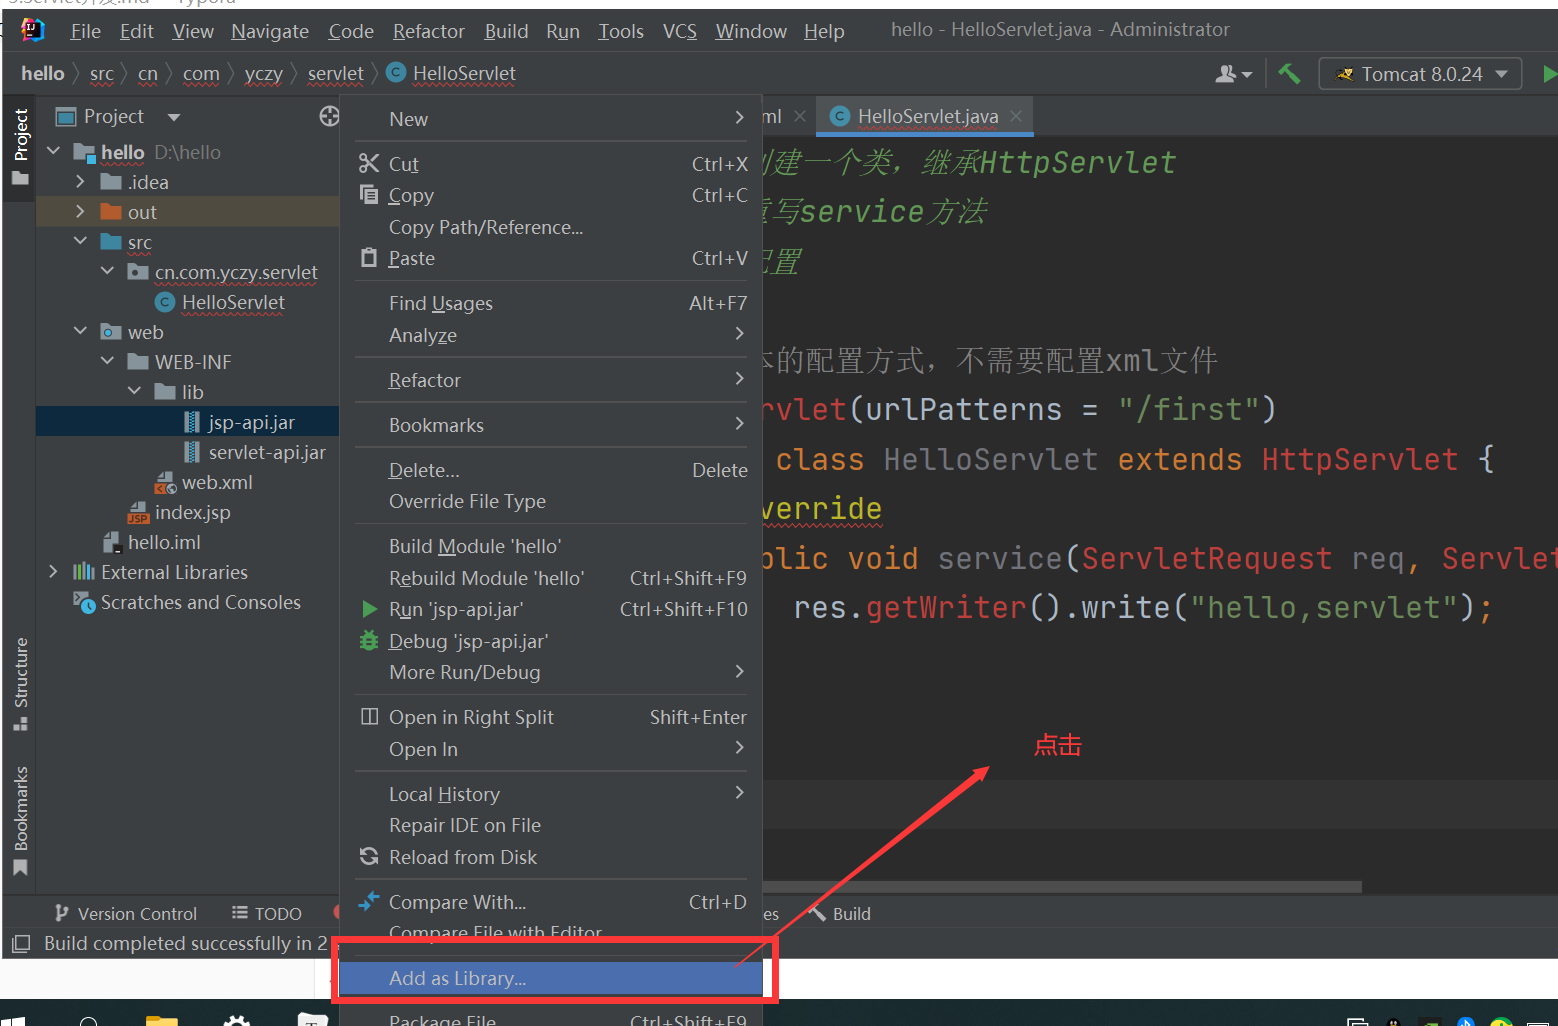 File Edit View Navigate Code Refactor Build Run Tools VCS Window Help hello - HelloServlet.java - Administrator
hello src cn com yczy servlet HelloServlet Tomcat 8.0.24
Project
Project
hello D:\hello
.idea
out
src
cn.com.yczy.servlet
HelloServlet
web
WEB-INF
lib
jsp-api.jar
servlet-api.jar
web.xml
index.jsp
hello.iml
External Libraries
Scratches and Consoles
Structure
Bookmarks
New
Cut Ctrl+X
Copy Ctrl+C
Copy Path/Reference...
Paste Ctrl+V
Find Usages Alt+F7
Analyze
Refactor
Bookmarks
Delete... Delete
Override File Type
Build Module 'hello'
Rebuild Module 'hello' Ctrl+Shift+F9
Run 'jsp-api.jar' Ctrl+Shift+F10
Debug 'jsp-api.jar'
More Run/Debug
Open in Right Split Shift+Enter
Open In
Local History
Repair IDE on File
Reload from Disk
Compare With... Ctrl+D
Compare File with Editor
Add as Library...
Package File Ctrl+Shift+F9
ml HelloServlet.java
建一个类，继承HttpServlet
写service方法
置
的配置方式，不需要配置xml文件
rvlet(urlPatterns = "/first")
class HelloServlet extends HttpServlet {
verride
blic void service(ServletRequest req, Servlet
res.getWriter().write("hello,servlet");
点击
Version Control TODO es Build
Build completed successfully in 2